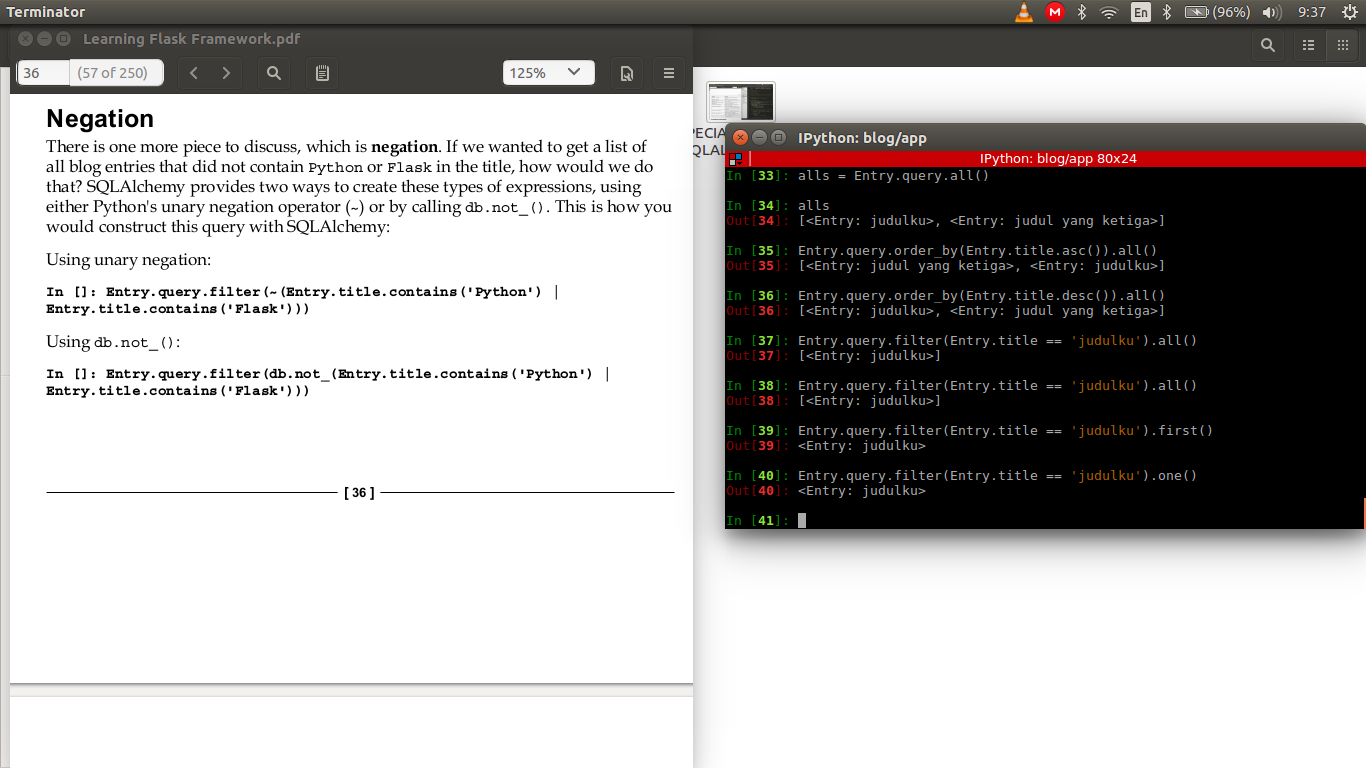 Terminator
En
(96%)
9:37
Learning Flask Framework.pdf
36
(57 of 250)
125%
Negation
There is one more piece to discuss, which is negation. If we wanted to get a list of
all blog entries that did not contain Python or Flask in the title, how would we do
that? SQLAlchemy provides two ways to create these types of expressions, using
either Python's unary negation operator (~) or by calling db.not_(). This is how you
would construct this query with SQLAlchemy:
Using unary negation:
In []: Entry.query.filter(~(Entry.title.contains('Python') |
Entry.title.contains('Flask')))
Using db.not_():
In []: Entry.query.filter(db.not_(Entry.title.contains('Python') |
Entry.title.contains('Flask')))
[ 36 ]
IPython: blog/app
IPython: blog/app 80x24
In [33]: alls = Entry.query.all()
In [34]: alls
Out[34]: [<Entry: judulku>, <Entry: judul yang ketiga>]
In [35]: Entry.query.order_by(Entry.title.asc()).all()
Out[35]: [<Entry: judul yang ketiga>, <Entry: judulku>]
In [36]: Entry.query.order_by(Entry.title.desc()).all()
Out[36]: [<Entry: judulku>, <Entry: judul yang ketiga>]
In [37]: Entry.query.filter(Entry.title == 'judulku').all()
Out[37]: [<Entry: judulku>]
In [38]: Entry.query.filter(Entry.title == 'judulku').all()
Out[38]: [<Entry: judulku>]
In [39]: Entry.query.filter(Entry.title == 'judulku').first()
Out[39]: <Entry: judulku>
In [40]: Entry.query.filter(Entry.title == 'judulku').one()
Out[40]: <Entry: judulku>
In [41]: